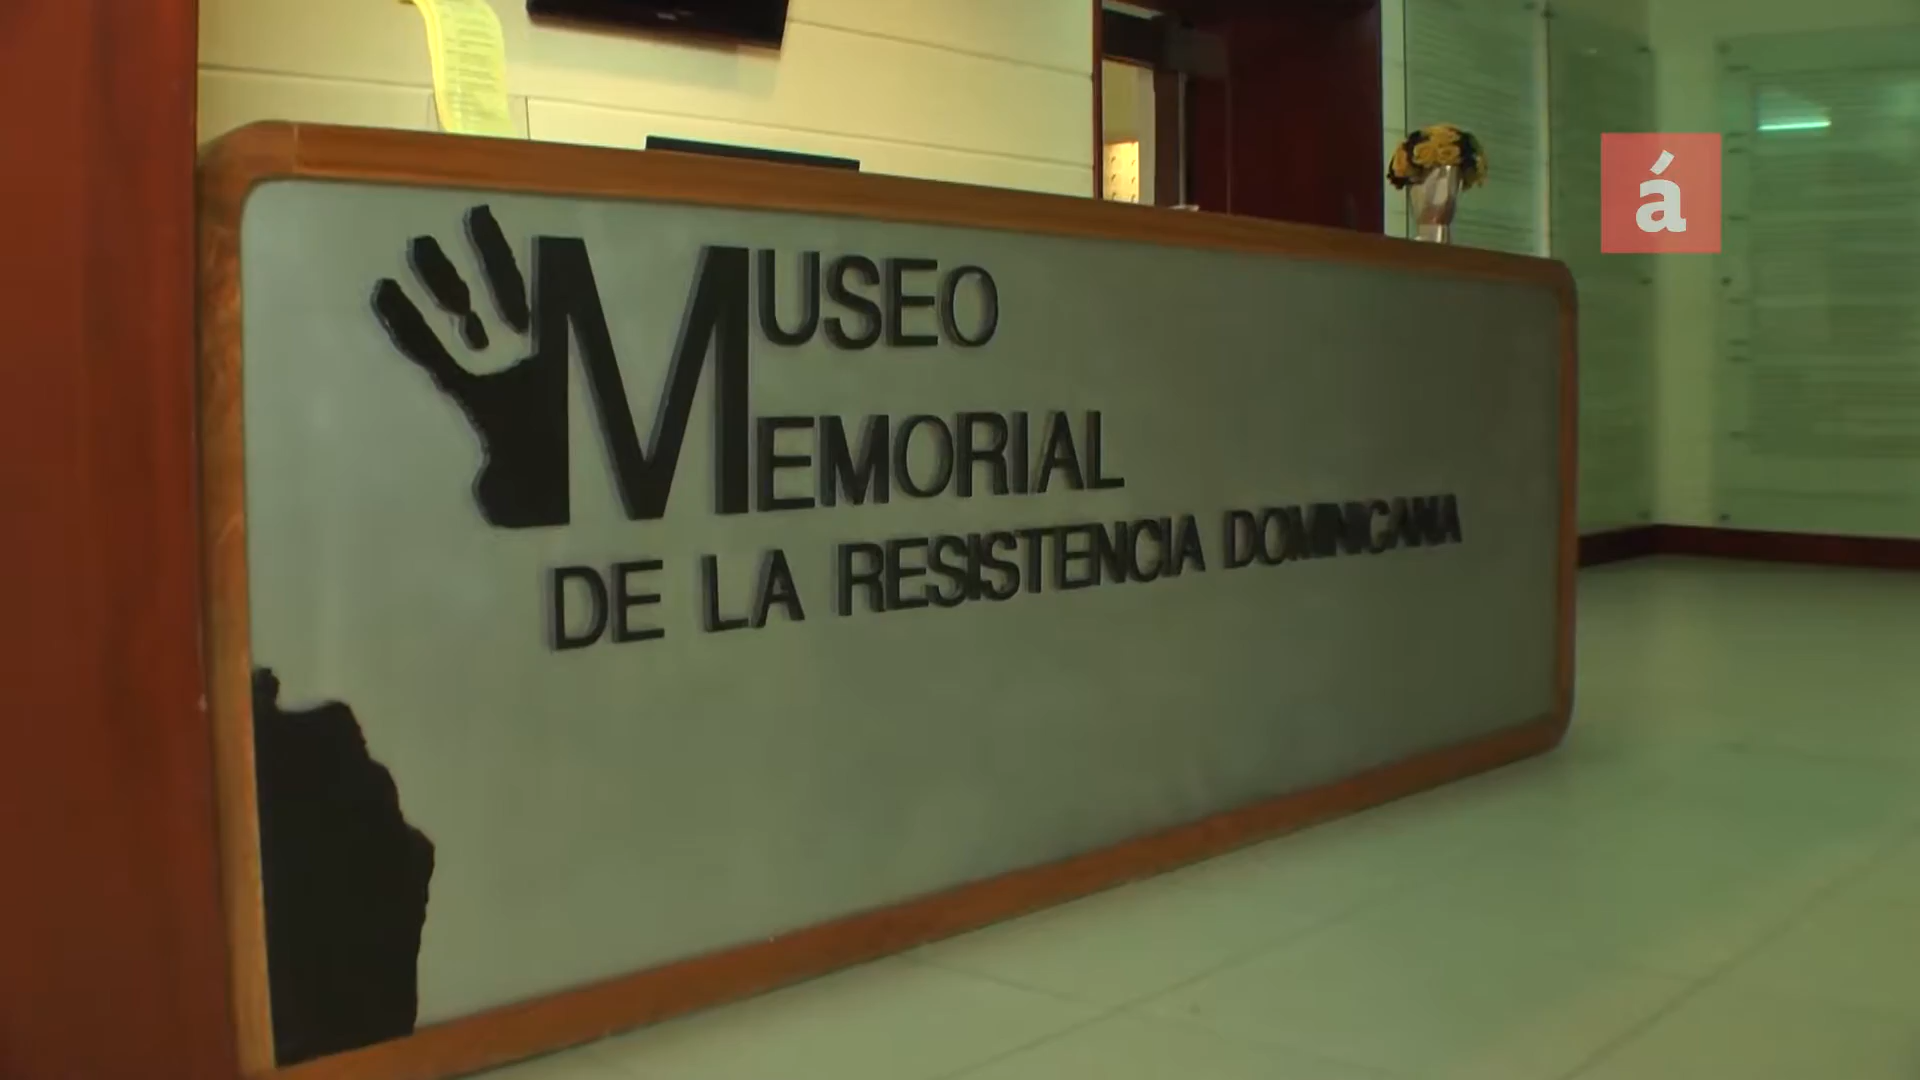 MUSEO
MEMORIAL
DE LA RESISTENCIA DOMINICANA
á